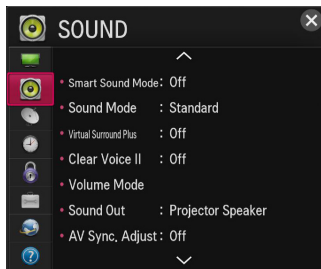 SOUND
• Smart Sound Mode: Off
• Sound Mode : Standard
• Virtual Surround Plus : Off
• Clear Voice II : Off
• Volume Mode
• Sound Out : Projector Speaker
• AV Sync. Adjust: Off
?